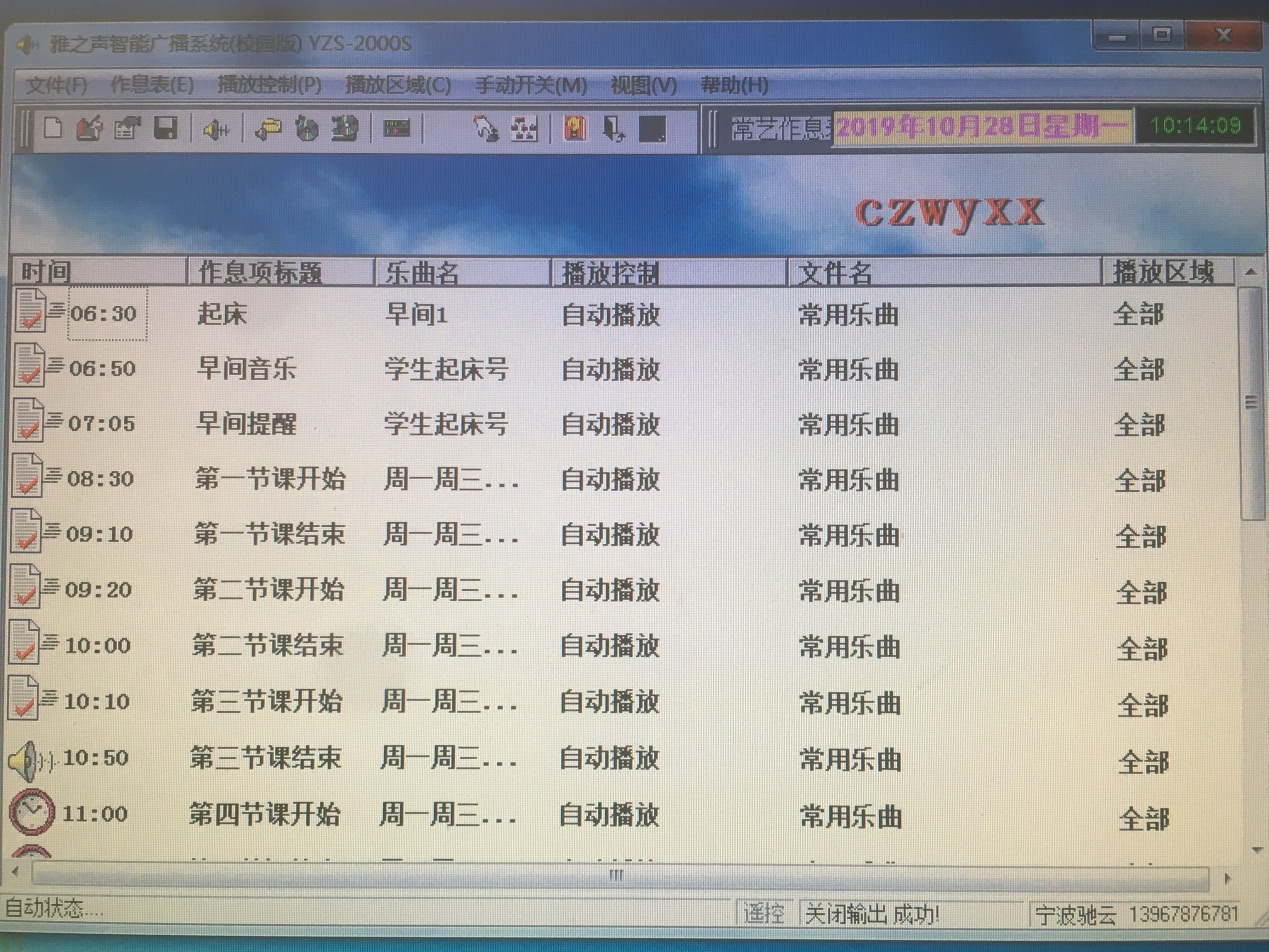 雅之声智能广播系统(校园版) YZS-2000S
文件(F) 作息表(E) 播放控制(P) 播放区域(C) 手动开关(M) 视图(V) 帮助(H)
常艺作息 2019年10月28日星期一 10:14:09
czwyxx
时间 作息项标题 乐曲名 播放控制 文件名 播放区域
06:30 起床 早间1 自动播放 常用乐曲 全部
06:50 早间音乐 学生起床号 自动播放 常用乐曲 全部
07:05 早间提醒 学生起床号 自动播放 常用乐曲 全部
08:30 第一节课开始 周一周三... 自动播放 常用乐曲 全部
09:10 第一节课结束 周一周三... 自动播放 常用乐曲 全部
09:20 第二节课开始 周一周三... 自动播放 常用乐曲 全部
10:00 第二节课结束 周一周三... 自动播放 常用乐曲 全部
10:10 第三节课开始 周一周三... 自动播放 常用乐曲 全部
10:50 第三节课结束 周一周三... 自动播放 常用乐曲 全部
11:00 第四节课开始 周一周三... 自动播放 常用乐曲 全部
自动状态.... 遥控 关闭输出 成功! 宁波驰云 13967876781